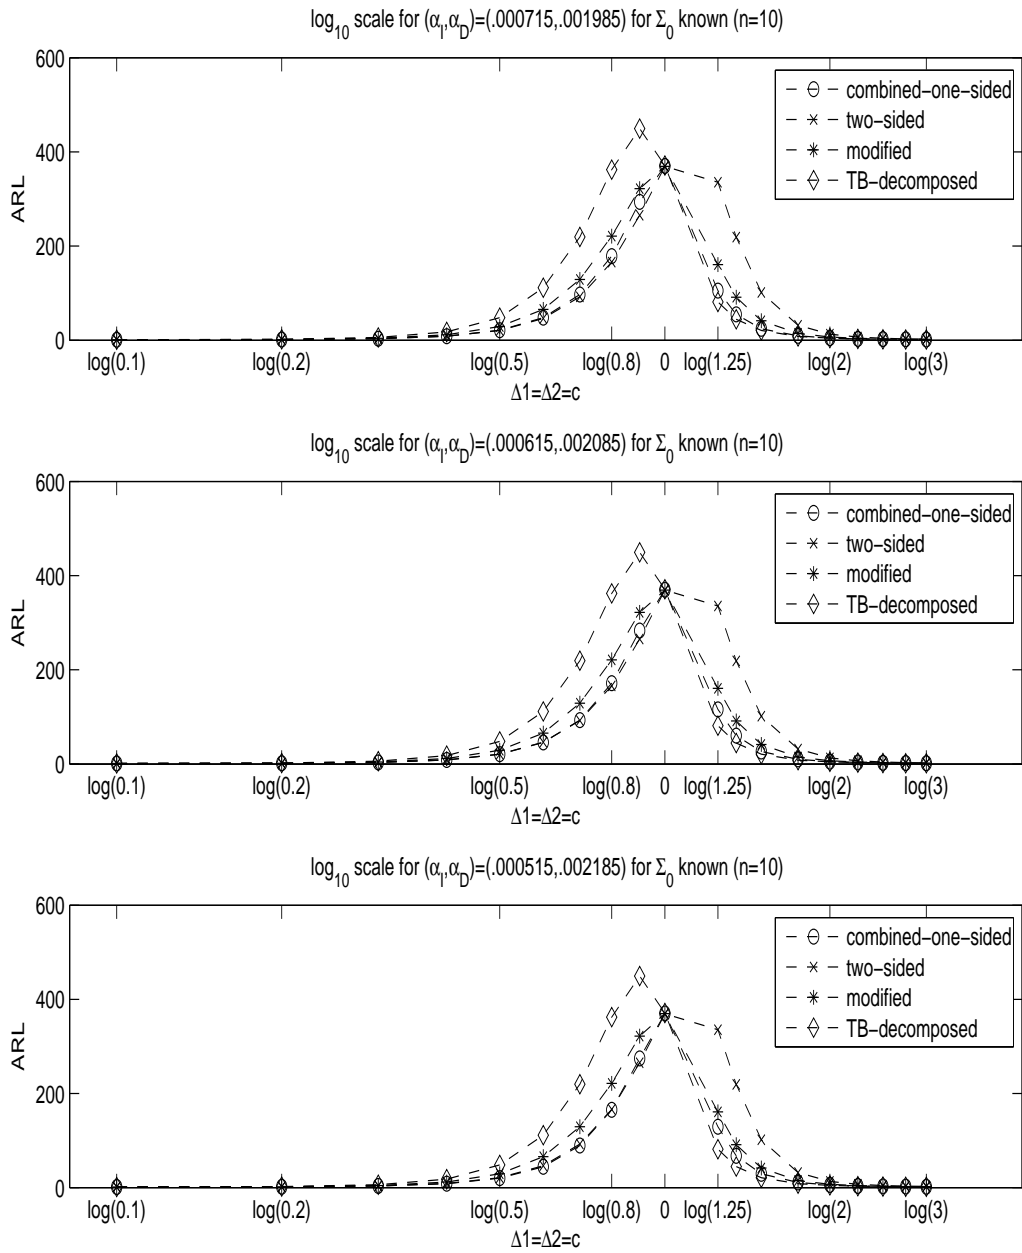 log10 scale for (αI,αD)=(.000715,.001985) for Σ0 known (n=10)
600
400
200
0
ARL
combined-one-sided
two-sided
modified
TB-decomposed
log(0.1) log(0.2) log(0.5) log(0.8) 0 log(1.25) log(2) log(3)
Δ1=Δ2=c
log10 scale for (αI,αD)=(.000615,.002085) for Σ0 known (n=10)
600
400
200
0
ARL
combined-one-sided
two-sided
modified
TB-decomposed
log(0.1) log(0.2) log(0.5) log(0.8) 0 log(1.25) log(2) log(3)
Δ1=Δ2=c
log10 scale for (αI,αD)=(.000515,.002185) for Σ0 known (n=10)
600
400
200
0
ARL
combined-one-sided
two-sided
modified
TB-decomposed
log(0.1) log(0.2) log(0.5) log(0.8) 0 log(1.25) log(2) log(3)
Δ1=Δ2=c